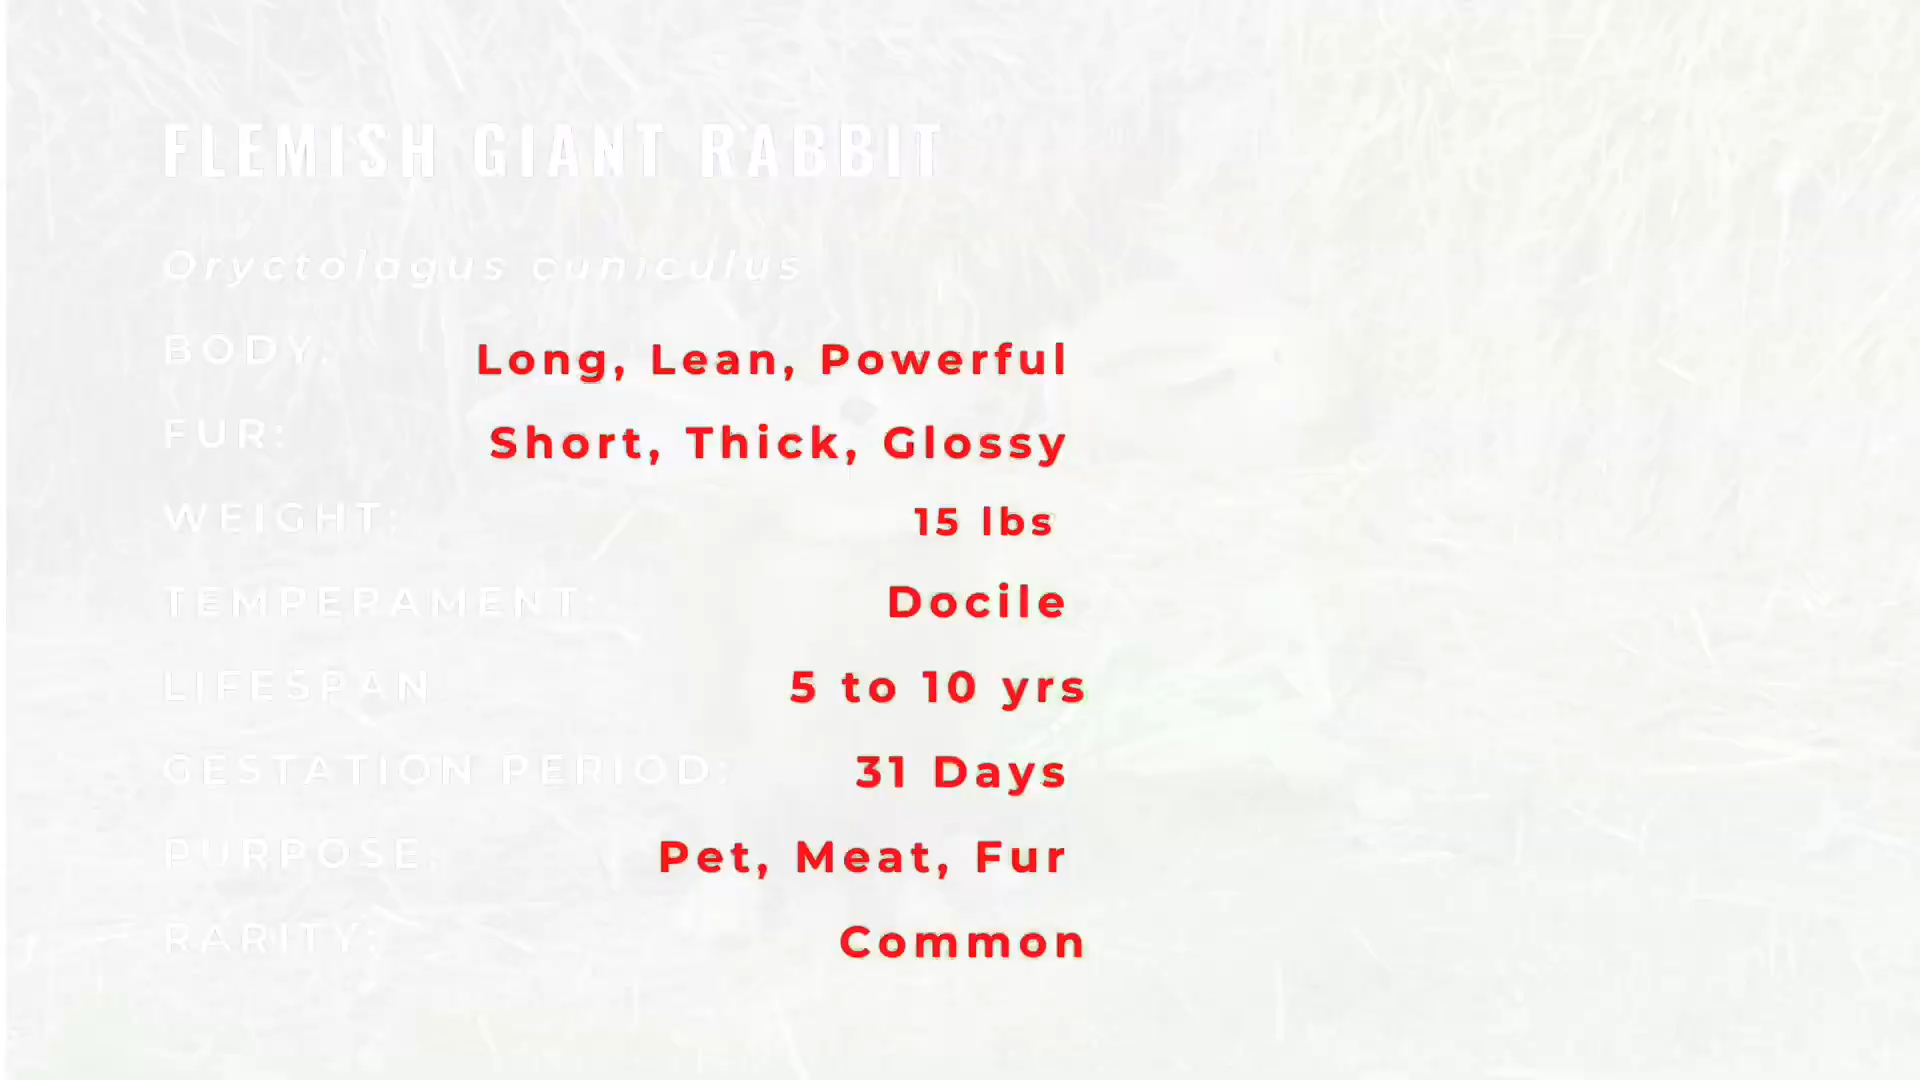 FLEMISH GIANT RABBIT
Oryctolagus cuniculus
BODY: Long, Lean, Powerful
FUR: Short, Thick, Glossy
WEIGHT: 15 lbs
TEMPERAMENT: Docile
LIFESPAN 5 to 10 yrs
GESTATION PERIOD: 31 Days
PURPOSE: Pet, Meat, Fur
RARITY: Common